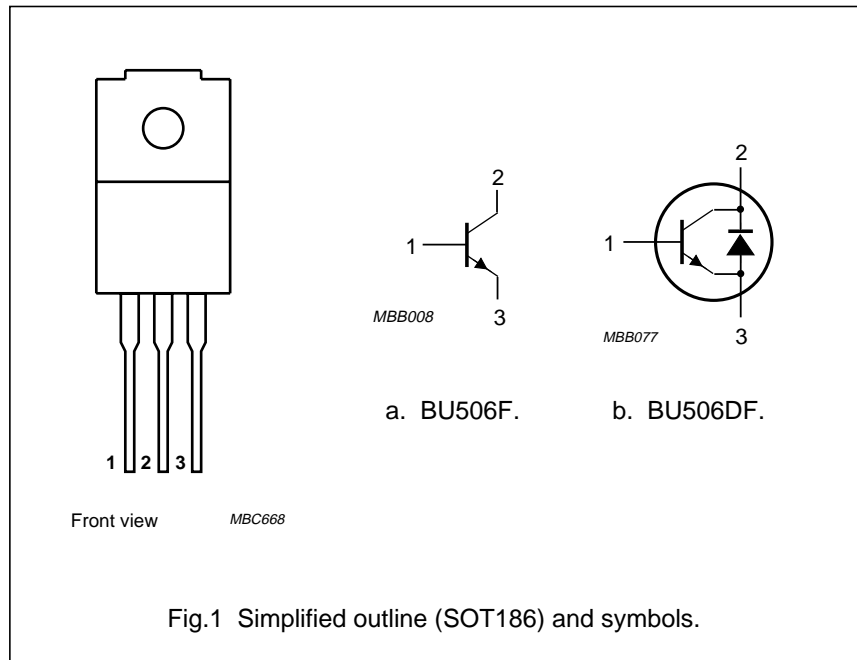 2
1
MBB008
3
a. BU506F.
2
1
MBB077
3
b. BU506DF.
1 2 3
Front view
MBC668
Fig.1 Simplified outline (SOT186) and symbols.